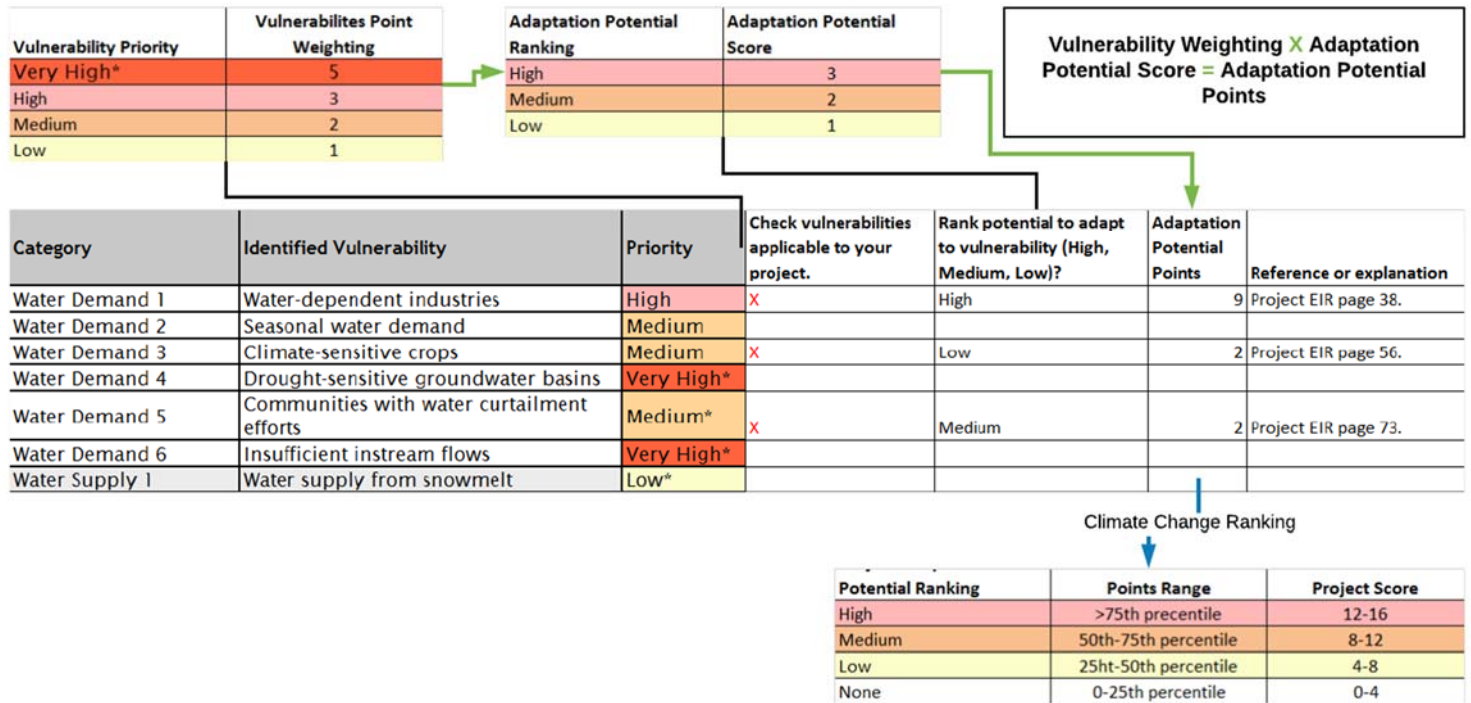 Vulnerability Priority Vulnerabilites Point Weighting
Very High* 5
High 3
Medium 2
Low 1
Adaptation Potential Ranking Adaptation Potential Score
High 3
Medium 2
Low 1
Vulnerability Weighting X Adaptation
Potential Score = Adaptation Potential
Points
Category Identified Vulnerability Priority Check vulnerabilities applicable to your project. Rank potential to adapt to vulnerability (High, Medium, Low)? Adaptation Potential Points Reference or explanation
Water Demand 1 Water-dependent industries High X High 9 Project EIR page 38.
Water Demand 2 Seasonal water demand Medium
Water Demand 3 Climate-sensitive crops Medium X Low 2 Project EIR page 56.
Water Demand 4 Drought-sensitive groundwater basins Very High*
Water Demand 5 Communities with water curtailment efforts Medium* X Medium 2 Project EIR page 73.
Water Demand 6 Insufficient instream flows Very High*
Water Supply 1 Water supply from snowmelt Low*
Climate Change Ranking
Potential Ranking Points Range Project Score
High >75th precentile 12-16
Medium 50th-75th percentile 8-12
Low 25ht-50th percentile 4-8
None 0-25th percentile 0-4